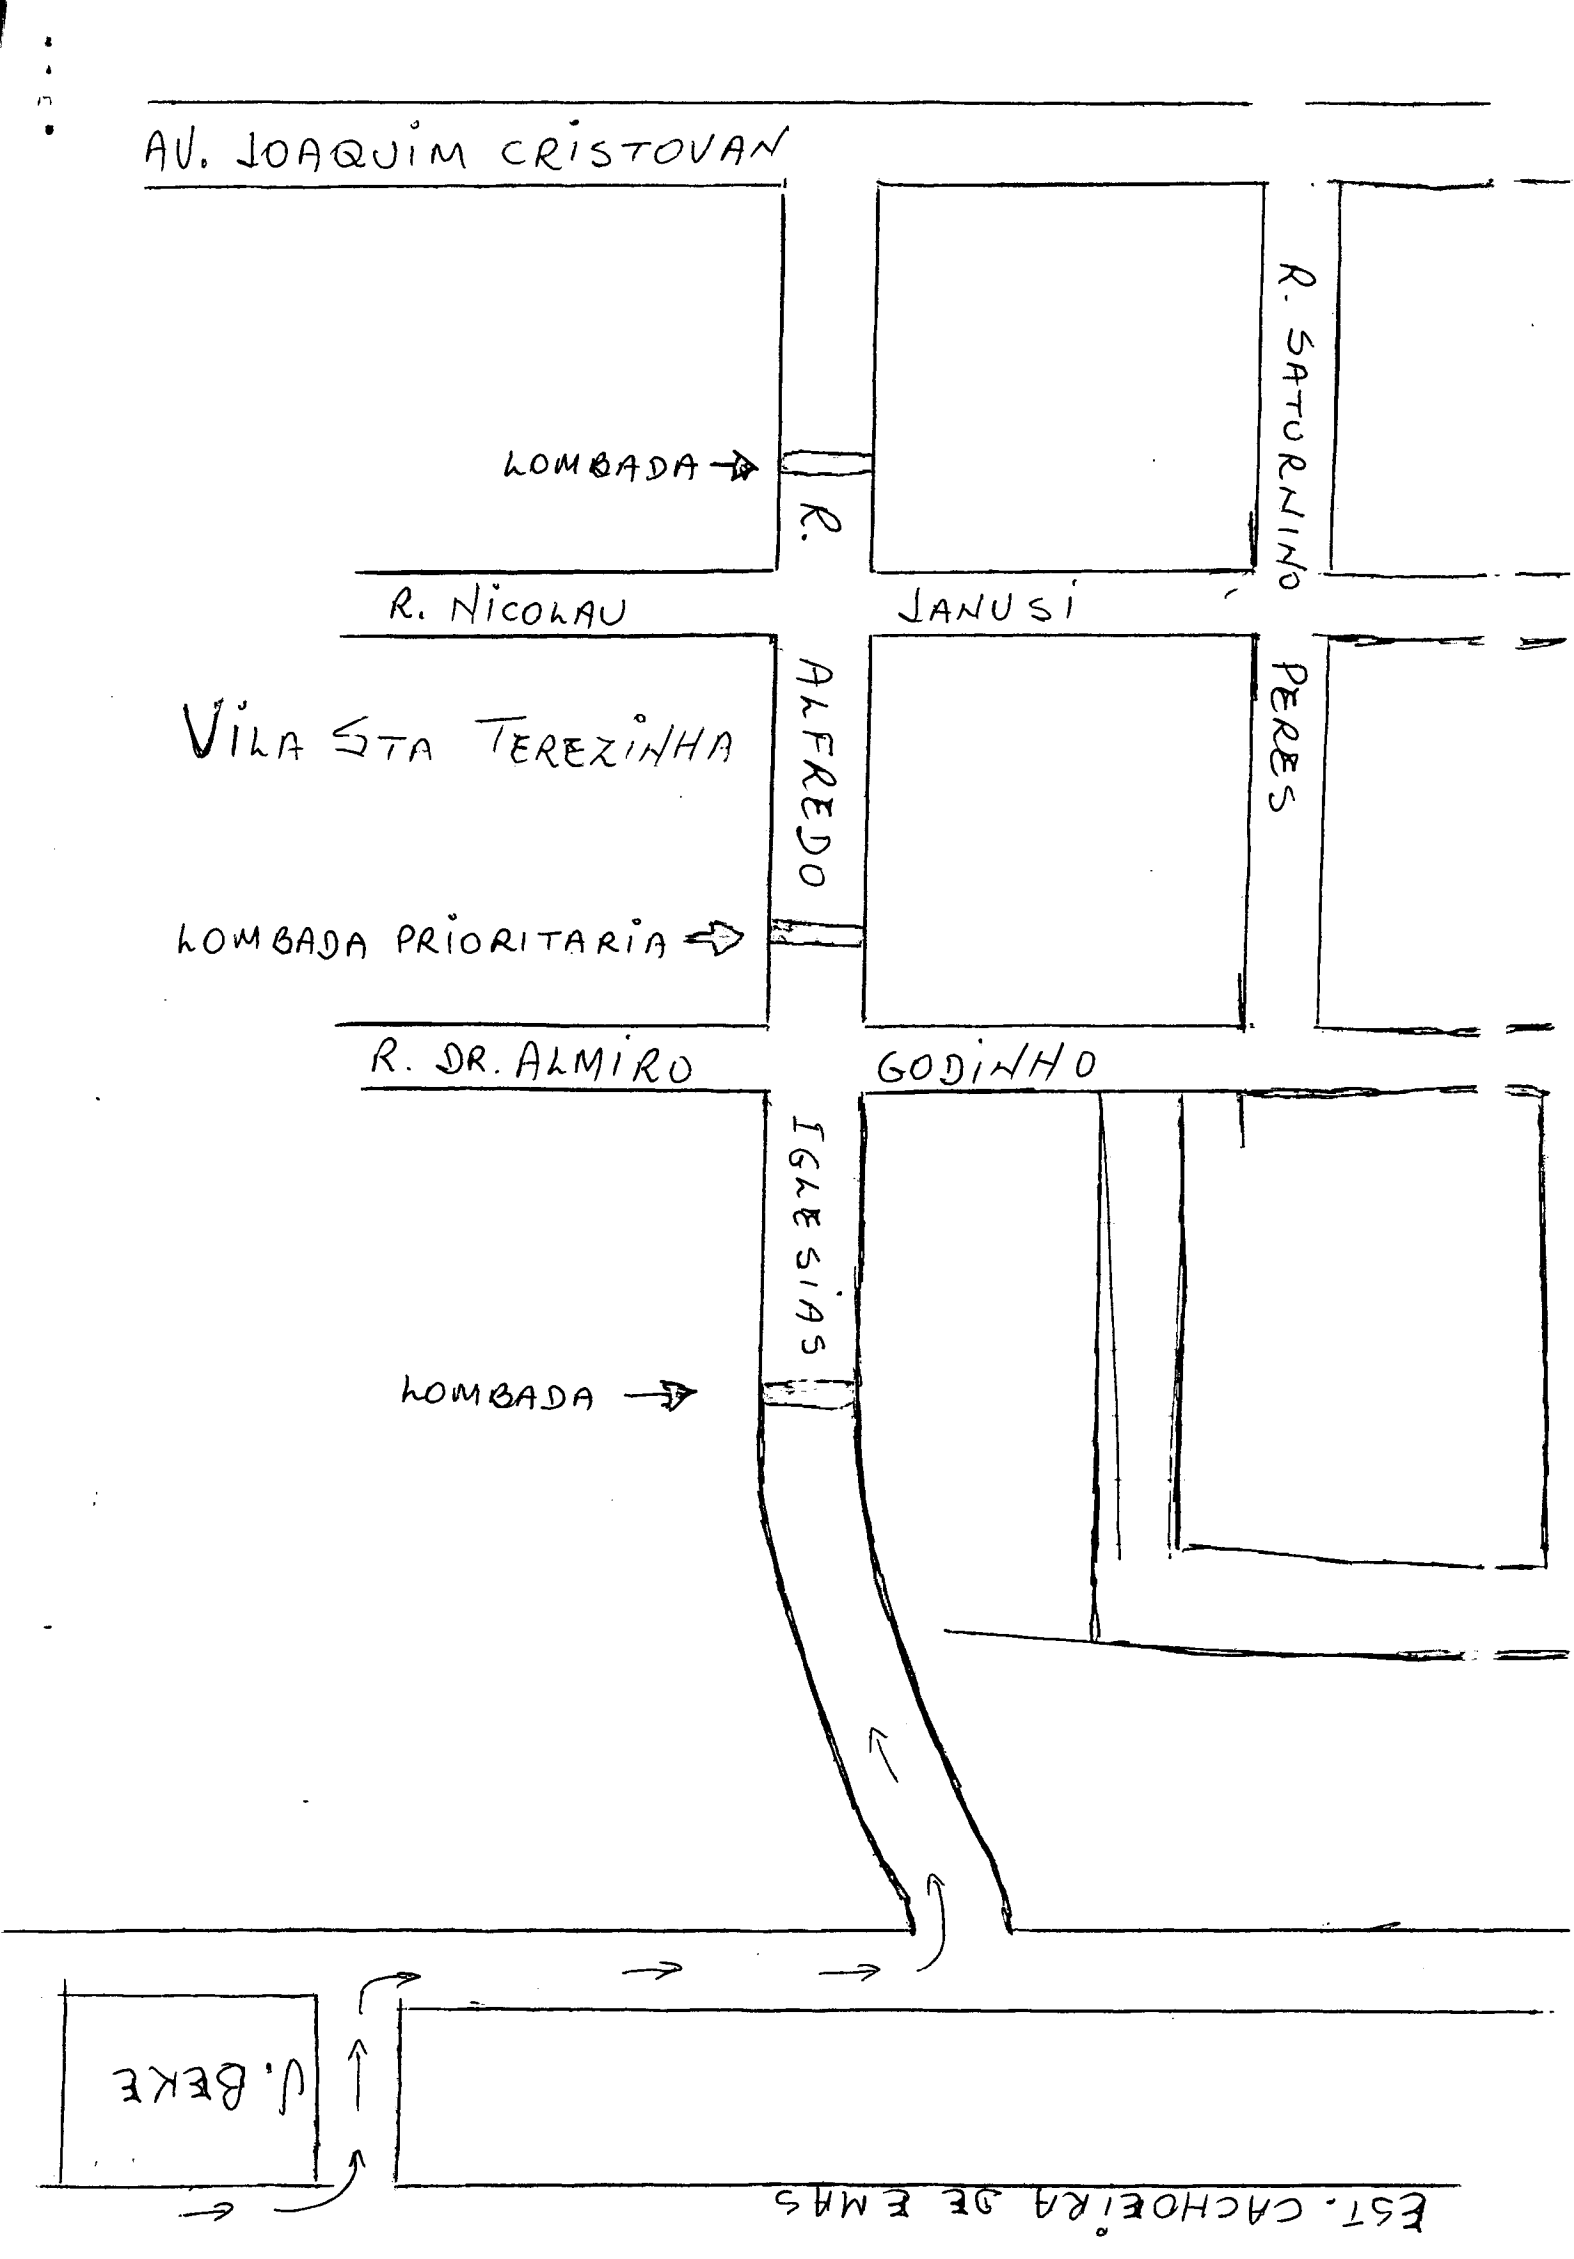 AV. JOAQUIM CRISTOVAN
R. SATURNINO PERES
LOMBADA
R. ALFREDO IGLESIAS
R. NICOLAU JANUSI
VILA STA TEREZINHA
LOMBADA PRIORITARIA
R. DR. ALMIRO GODINHO
LOMBADA
J. BEKE
EST. CACHOEIRA DE EMAS